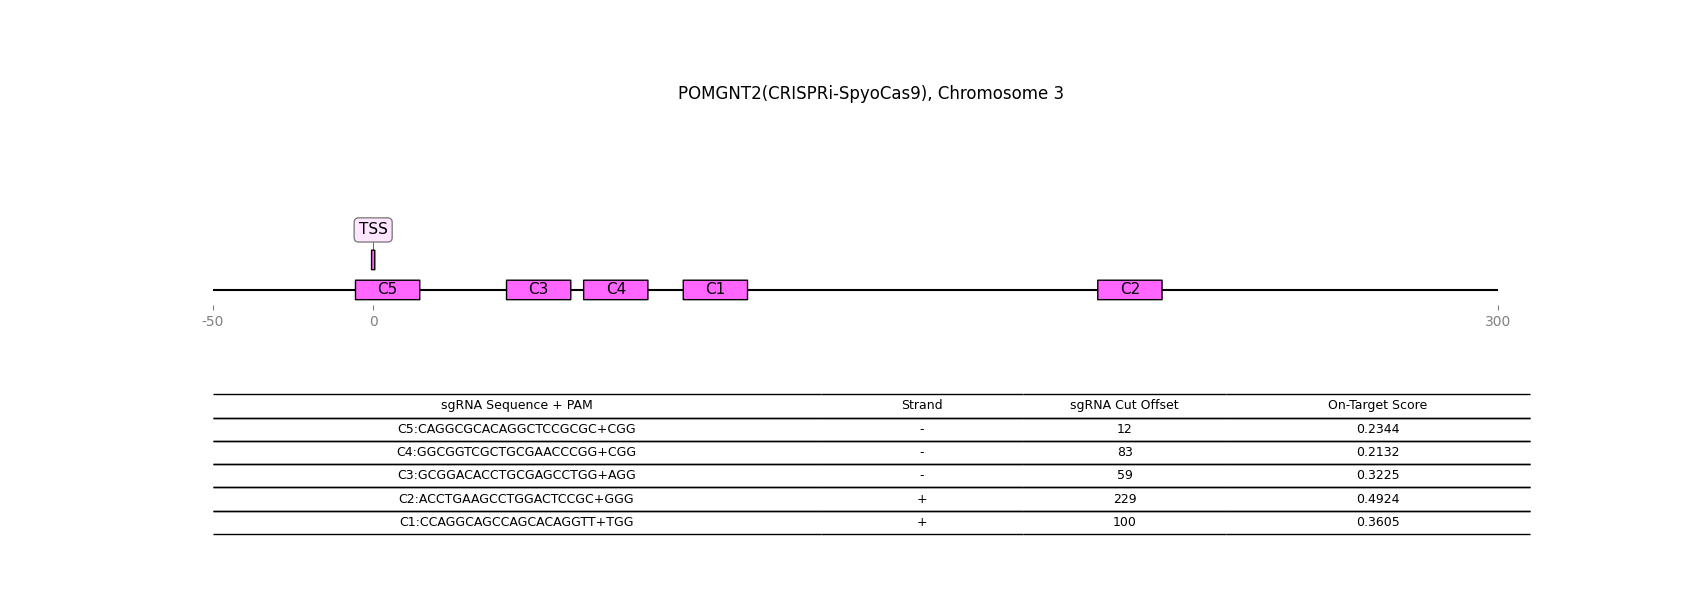 POMGNT2(CRISPRi-SpyoCas9), Chromosome 3
TSS
C5 C3 C4 C1 C2
-50 0 300
sgRNA Sequence + PAM Strand sgRNA Cut Offset On-Target Score
C5:CAGGCGCACAGGCTCCGCGC+CGG - 12 0.2344
C4:GGCGGTCGCTGCGAACCCGG+CGG - 83 0.2132
C3:GCGGACACCTGCGAGCCTGG+AGG - 59 0.3225
C2:ACCTGAAGCCTGGACTCCGC+GGG + 229 0.4924
C1:CCAGGCAGCCAGCACAGGTT+TGG + 100 0.3605